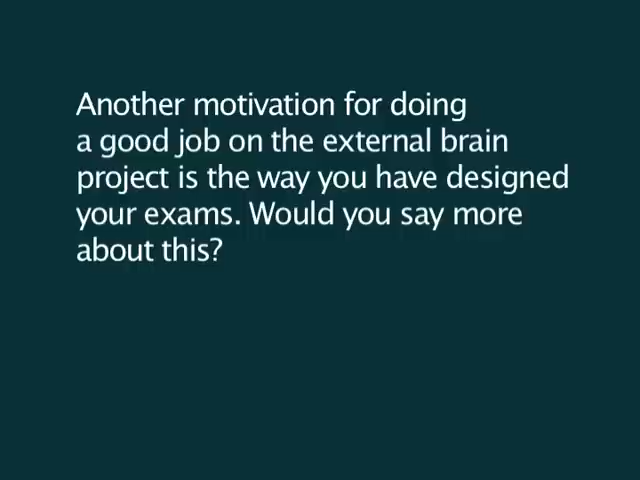 Another motivation for doing
a good job on the external brain
project is the way you have designed
your exams. Would you say more
about this?